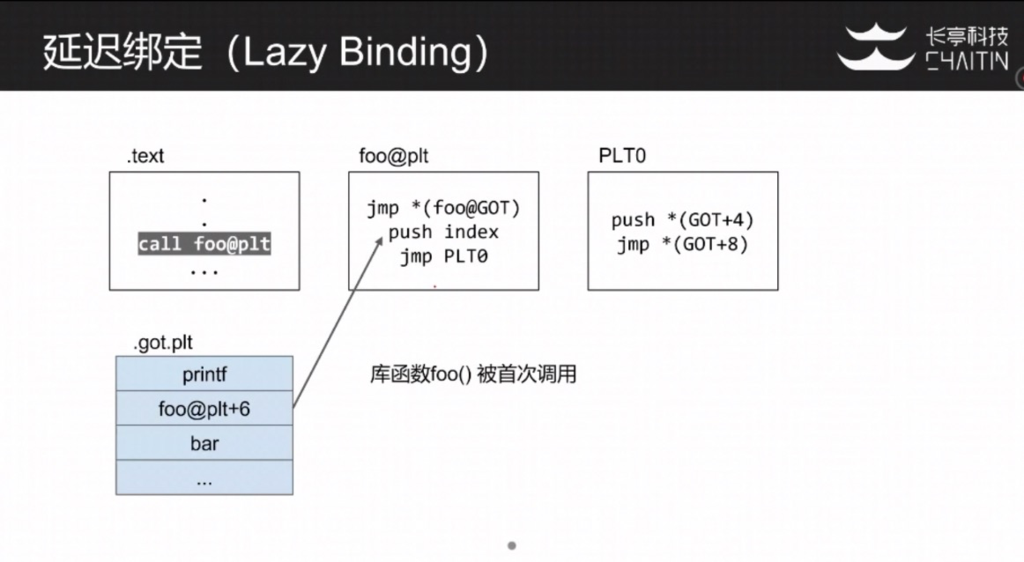 延迟绑定（Lazy Binding）
长亭科技
CHAITIN
.text
.
.
call foo@plt
...
foo@plt
jmp *(foo@GOT)
push index
jmp PLT0
PLT0
push *(GOT+4)
jmp *(GOT+8)
.got.plt
printf
foo@plt+6
bar
...
库函数foo() 被首次调用